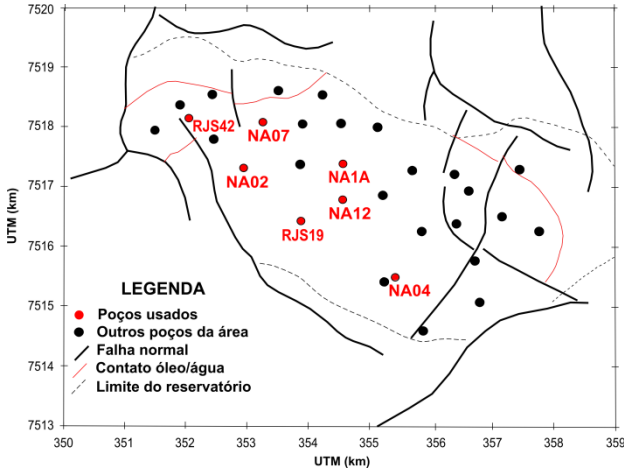 7520
7519
7518
7517
7516
7515
7514
7513
UTM (km)
RJS42
NA07
NA02
NA1A
NA12
RJS19
NA04
LEGENDA
Poços usados
Outros poços da área
Falha normal
Contato óleo/água
Limite do reservatório
350 351 352 353 354 355 356 357 358 359
UTM (km)